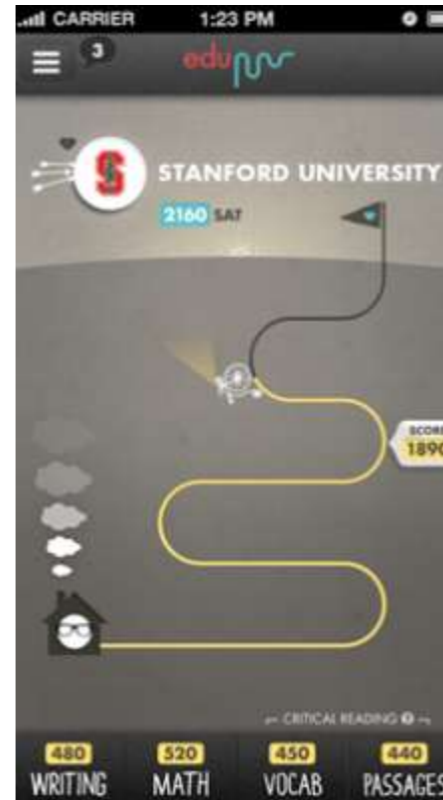 CARRIER 1:23 PM
3 edu
STANFORD UNIVERSITY
2160 SAT
SCORE
1890
CRITICAL READING
480 520 450 440
WRITING MATH VOCAB PASSAGES